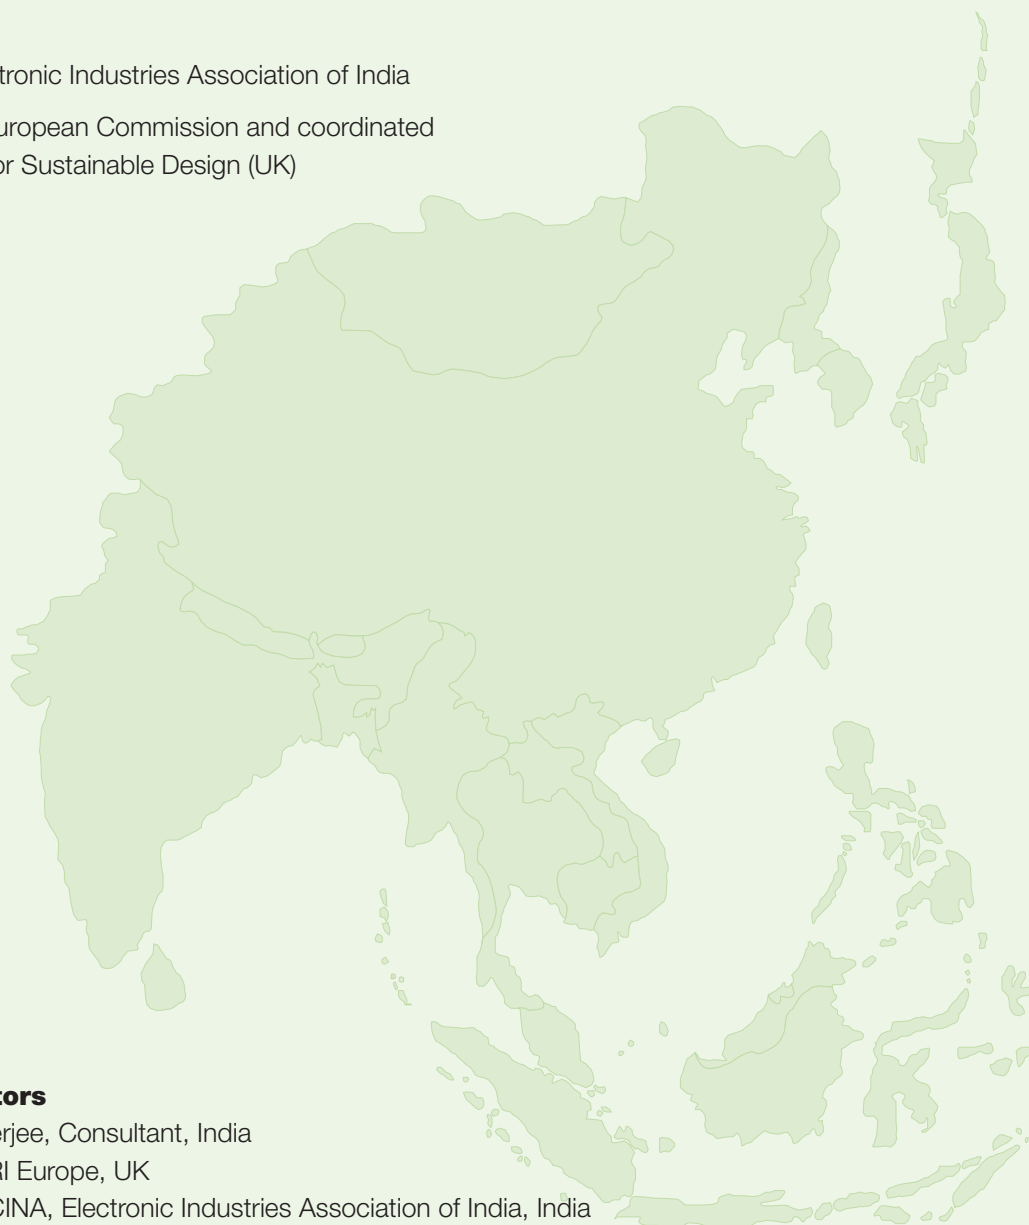 tronic Industries Association of India
uropean Commission and coordinated
or Sustainable Design (UK)
tors
erjee, Consultant, India
RI Europe, UK
CINA, Electronic Industries Association of India, India